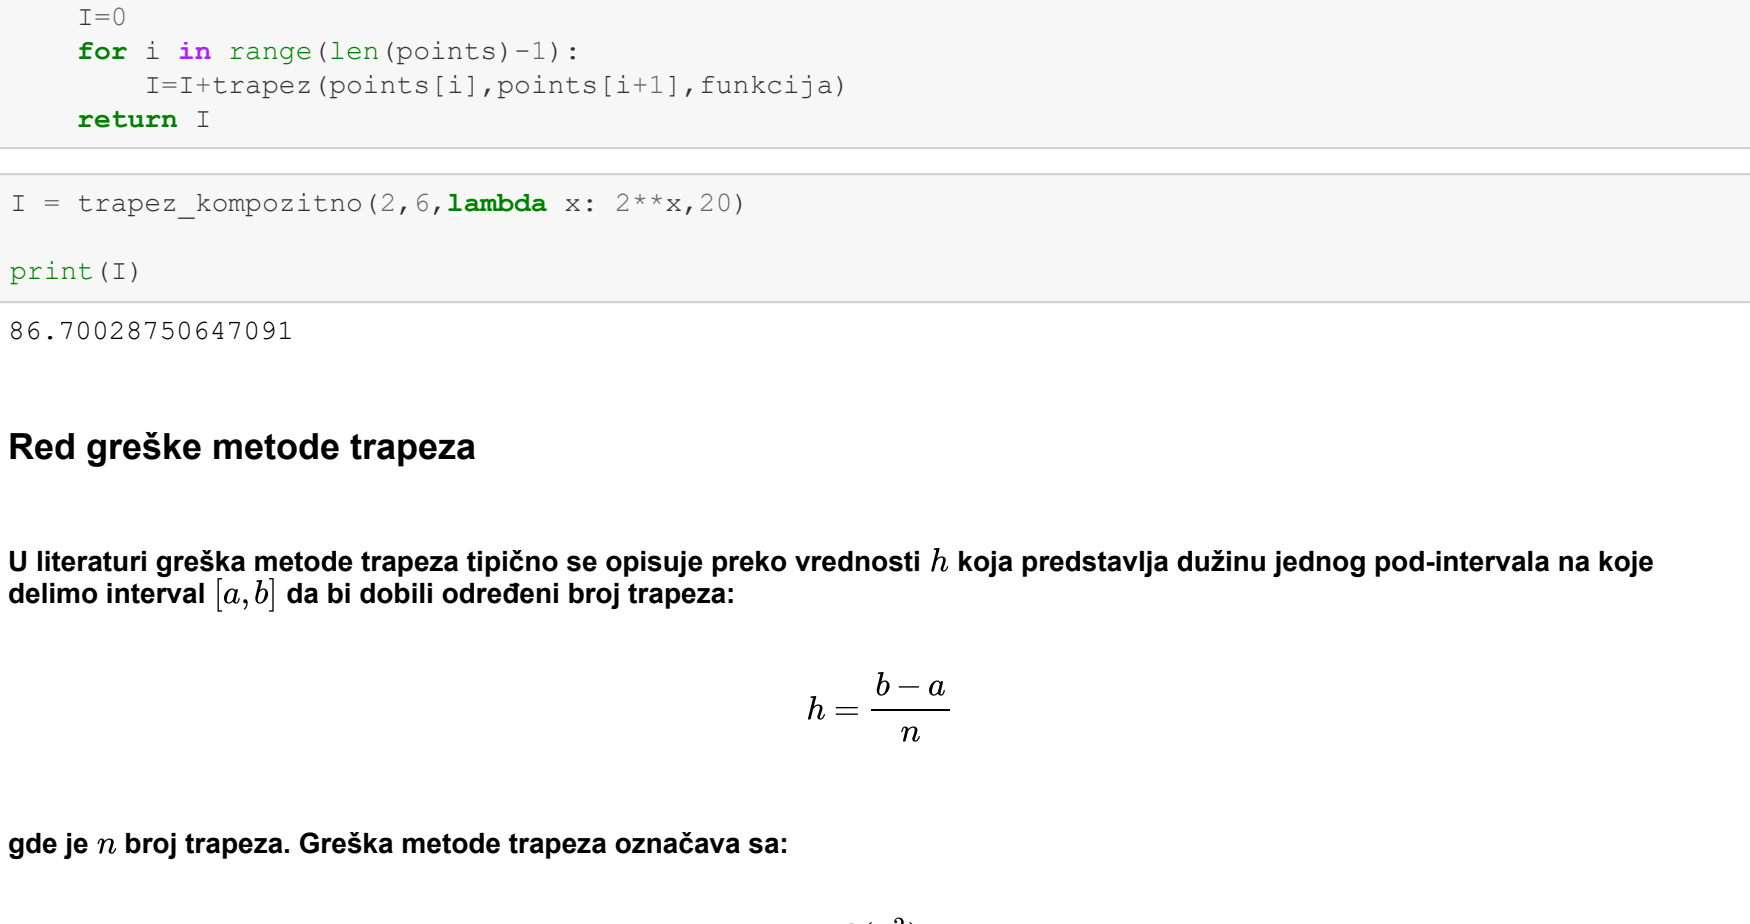 I=0
for i in range(len(points)-1):
I=I+trapez(points[i],points[i+1],funkcija)
return I
I = trapez_kompozitno(2,6,lambda x: 2**x,20)
print(I)
86.70028750647091
Red greške metode trapeza
U literaturi greška metode trapeza tipično se opisuje preko vrednosti h koja predstavlja dužinu jednog pod-intervala na koje
delimo interval [a, b] da bi dobili određeni broj trapeza:
h = \frac{b − a}{n}
gde je n broj trapeza. Greška metode trapeza označava sa: